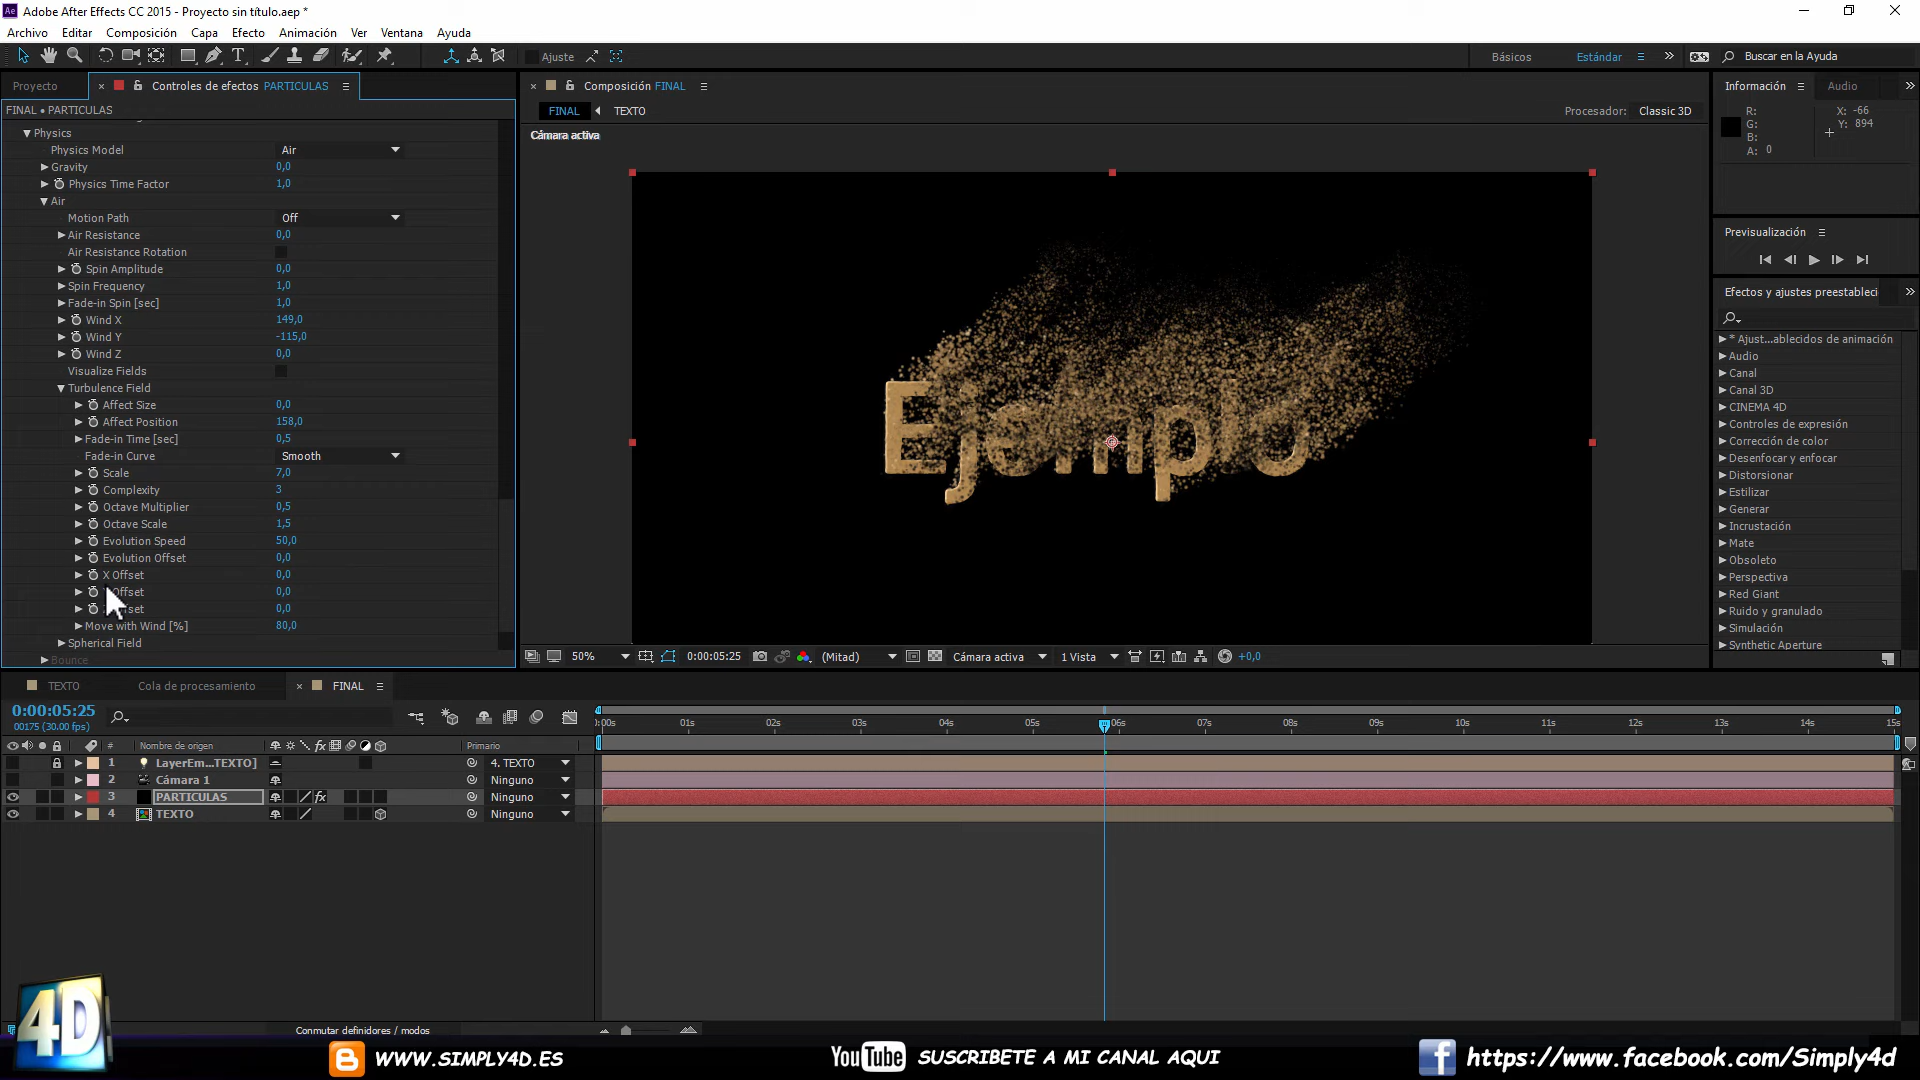 Ae Adobe After Effects CC 2015 - Proyecto sin título.aep *
Archivo Editar Composición Capa Efecto Animación Ver Ventana Ayuda
Ajuste Básicos Estándar Buscar en la Ayuda
Proyecto × Controles de efectos PARTICULAS
FINAL • PARTICULAS
Physics
Physics Model Air
Gravity 0,0
Physics Time Factor 1,0
Air
Motion Path Off
Air Resistance 0,0
Air Resistance Rotation
Spin Amplitude 0,0
Spin Frequency 1,0
Fade-in Spin [sec] 1,0
Wind X 149,0
Wind Y -115,0
Wind Z 0,0
Visualize Fields
Turbulence Field
Affect Size 0,0
Affect Position 158,0
Fade-in Time [sec] 0,5
Fade-in Curve Smooth
Scale 7,0
Complexity 3
Octave Multiplier 0,5
Octave Scale 1,5
Evolution Speed 50,0
Evolution Offset 0,0
X Offset 0,0
Offset 0,0
0,0
Move with Wind [%] 80,0
Spherical Field
Bounce
× Composición FINAL
FINAL TEXTO
Procesador: Classic 3D
Cámara activa
Ejemplo
50% 0:00:05:25 (Mitad) Cámara activa 1 Vista +0,0
Información Audio
R: X: -66
G: Y: 894
B:
A: 0
Previsualización
Efectos y ajustes preestableci
* Ajust...ablecidos de animación
Audio
Canal
Canal 3D
CINEMA 4D
Controles de expresión
Corrección de color
Desenfocar y enfocar
Distorsionar
Estilizar
Generar
Incrustación
Mate
Obsoleto
Perspectiva
Red Giant
Ruido y granulado
Simulación
Synthetic Aperture
TEXTO Cola de procesamiento × FINAL
0:00:05:25
00175 (30.00 fps)
:00s 01s 02s 03s 04s 05s 06s 07s 08s 09s 10s 11s 12s 13s 14s 15s
# Nombre de origen Primario
1 LayerEm...TEXTO] 4. TEXTO
2 Cámara 1 Ninguno
3 PARTICULAS Ninguno
4 TEXTO Ninguno
Conmutar definidores / modos
4D
WWW.SIMPLY4D.ES
YouTube SUSCRIBETE A MI CANAL AQUI
https://www.facebook.com/Simply4d